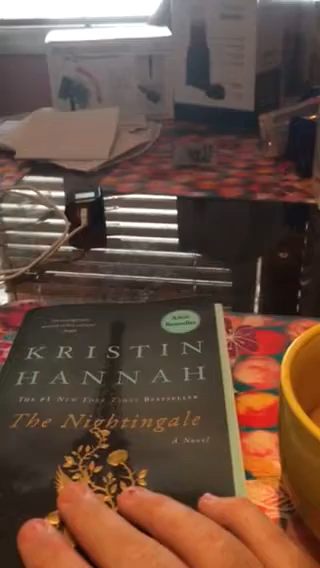 KRISTIN
HANNAH
THE #1 NEW YORK TIMES BESTSELLER
The Nightingale
A Novel